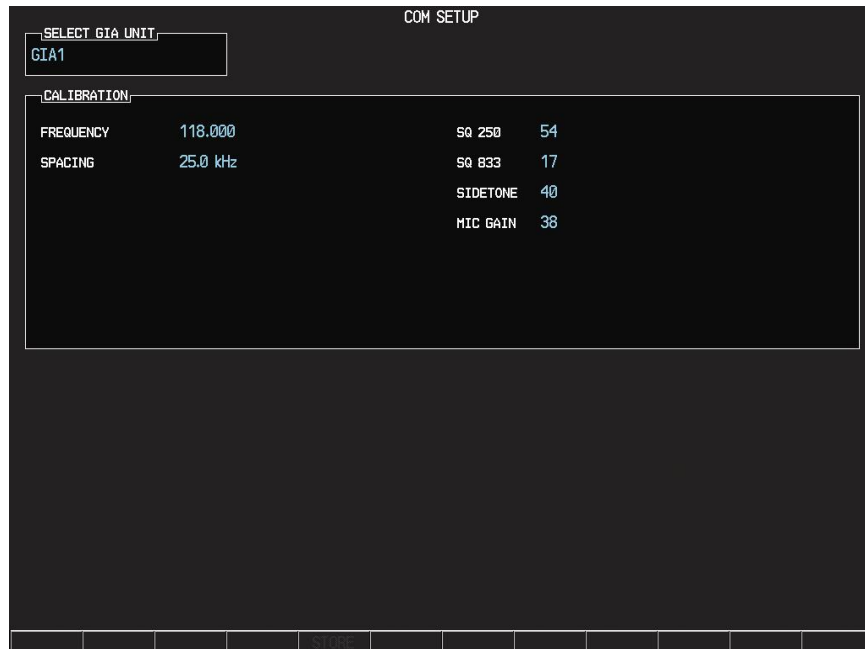 COM SETUP
SELECT GIA UNIT
GIA1
CALIBRATION
FREQUENCY 118.000 SQ 250 54
SPACING 25.0 kHz SQ 833 17
SIDETONE 40
MIC GAIN 38
STORE